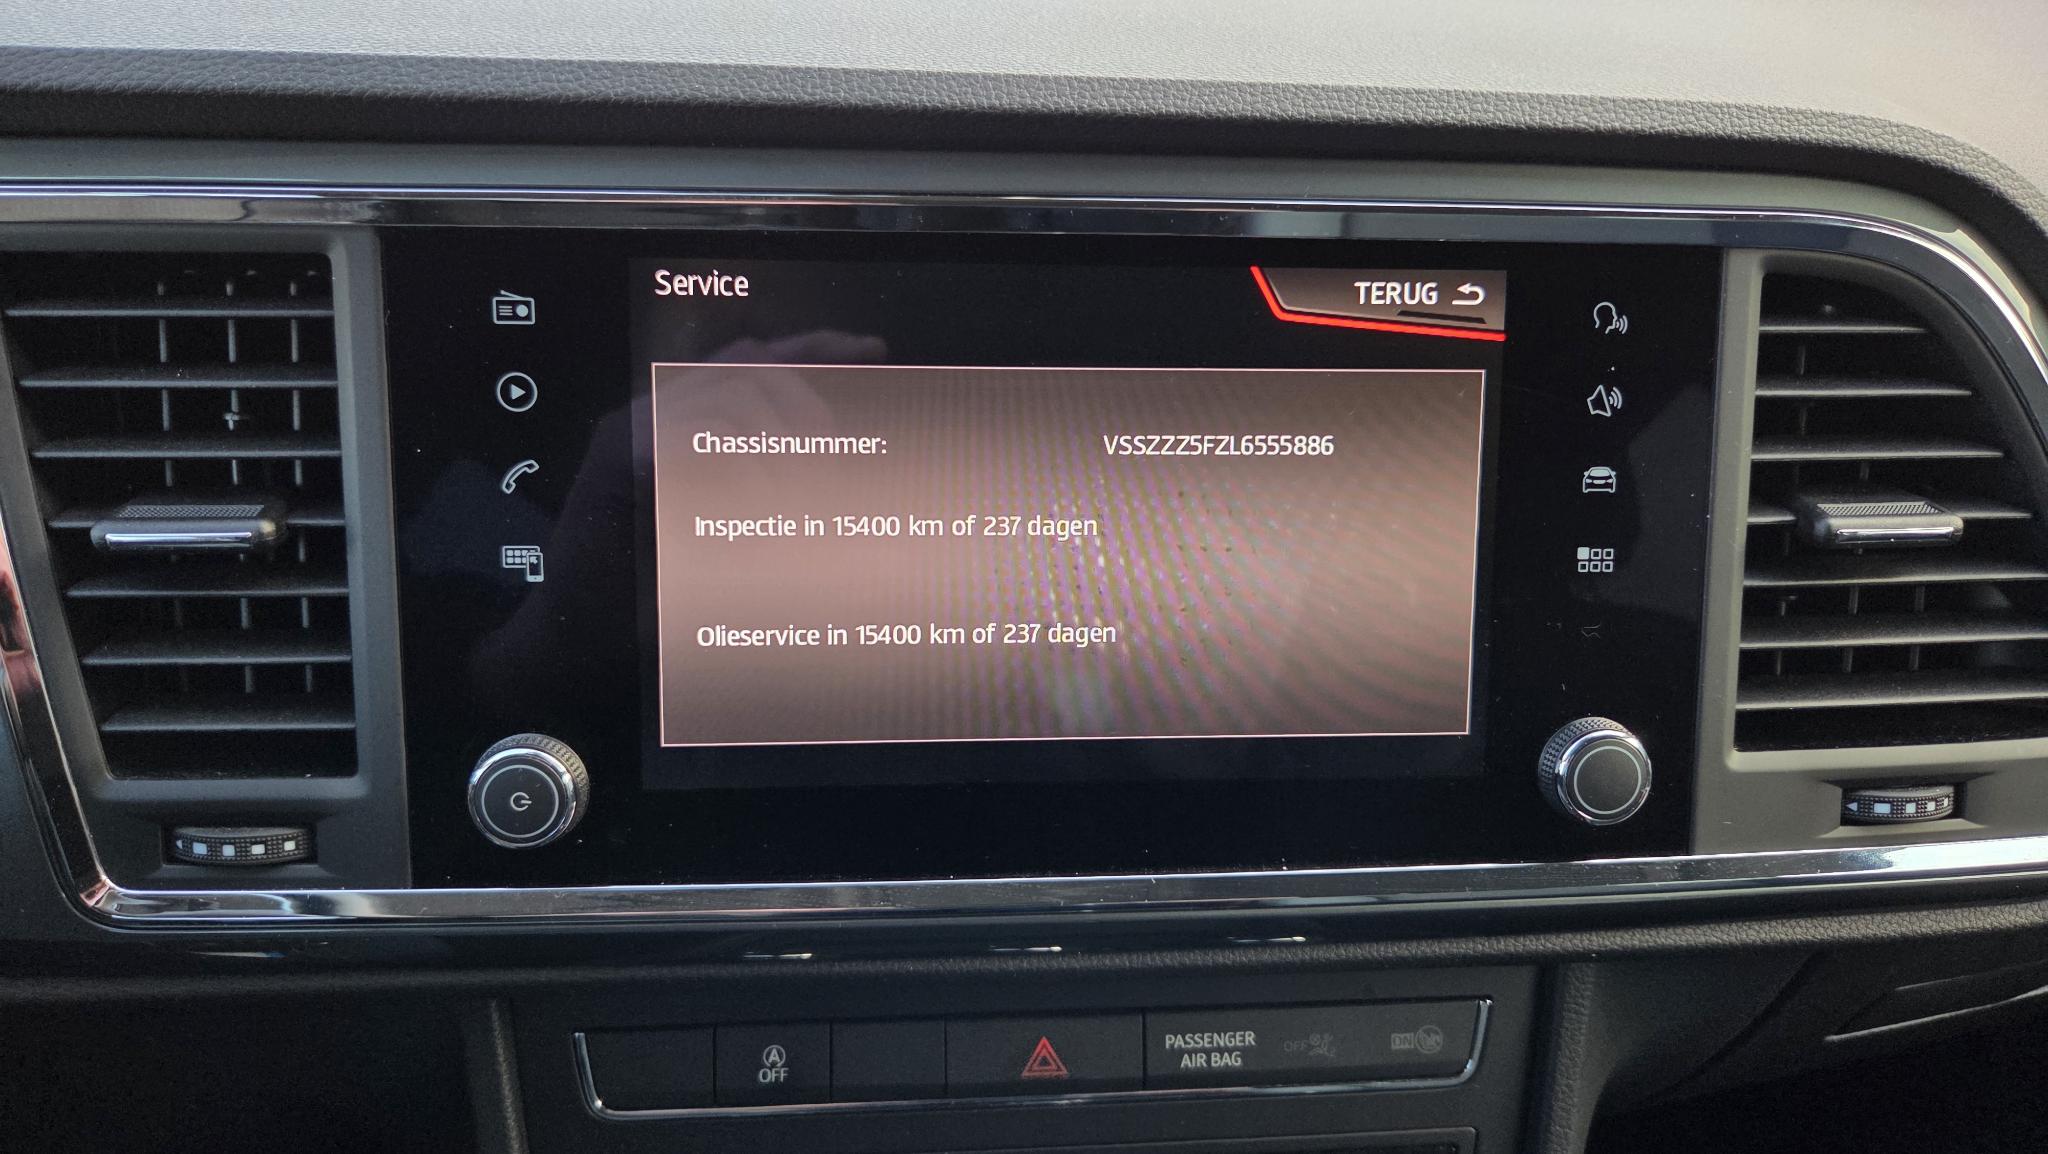 Service
TERUG
Chassisnummer: VSSZZZ5FZL6555886
Inspectie in 15400 km of 237 dagen
Olieservice in 15400 km of 237 dagen
A
OFF
PASSENGER
AIR BAG
OFF
ON